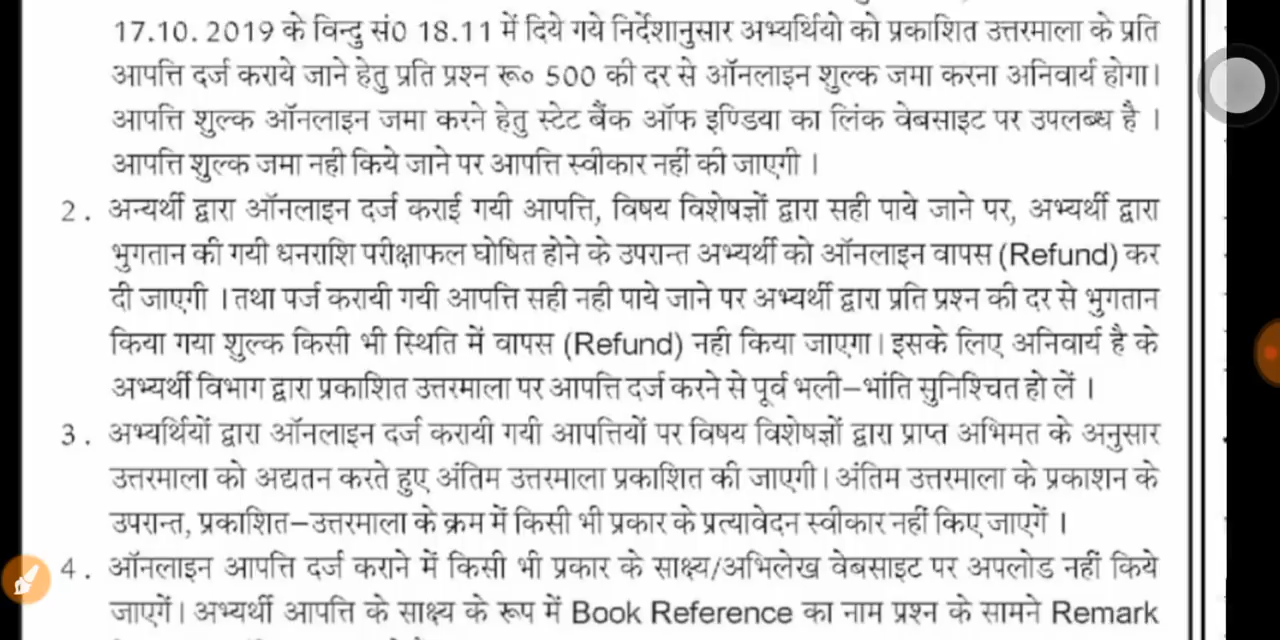 17.10.2019 के विन्दु सं0 18.11 में दिये गये निर्देशानुसार अभ्यर्थियो को प्रकाशित उत्तरमाला के प्रति
आपत्ति दर्ज कराये जाने हेतु प्रति प्रश्न रू० 500 की दर से ऑनलाइन शुल्क जमा करना अनिवार्य होगा।
आपत्ति शुल्क ऑनलाइन जमा करने हेतु स्टेट बैंक ऑफ इण्डिया का लिंक वेबसाइट पर उपलब्ध है ।
आपत्ति शुल्क जमा नही किये जाने पर आपत्ति स्वीकार नहीं की जाएगी ।
2. अन्यर्थी द्वारा ऑनलाइन दर्ज कराई गयी आपत्ति, विषय विशेषज्ञों द्वारा सही पाये जाने पर, अभ्यर्थी द्वारा
भुगतान की गयी धनराशि परीक्षाफल घोषित होने के उपरान्त अभ्यर्थी को ऑनलाइन वापस (Refund) कर
दी जाएगी । तथा पर्ज करायी गयी आपत्ति सही नही पाये जाने पर अभ्यर्थी द्वारा प्रति प्रश्न की दर से भुगतान
किया गया शुल्क किसी भी स्थिति में वापस (Refund) नही किया जाएगा। इसके लिए अनिवार्य है के
अभ्यर्थी विभाग द्वारा प्रकाशित उत्तरमाला पर आपत्ति दर्ज करने से पूर्व भली–भांति सुनिश्चित हो लें ।
3. अभ्यर्थियों द्वारा ऑनलाइन दर्ज करायी गयी आपत्तियों पर विषय विशेषज्ञों द्वारा प्राप्त अभिमत के अनुसार
उत्तरमाला को अद्यतन करते हुए अंतिम उत्तरमाला प्रकाशित की जाएगी। अंतिम उत्तरमाला के प्रकाशन के
उपरान्त, प्रकाशित–उत्तरमाला के क्रम में किसी भी प्रकार के प्रत्यावेदन स्वीकार नहीं किए जाएगें ।
4. ऑनलाइन आपत्ति दर्ज कराने में किसी भी प्रकार के साक्ष्य/अभिलेख वेबसाइट पर अपलोड नहीं किये
जाएगें। अभ्यर्थी आपत्ति के साक्ष्य के रूप में Book Reference का नाम प्रश्न के सामने Remark